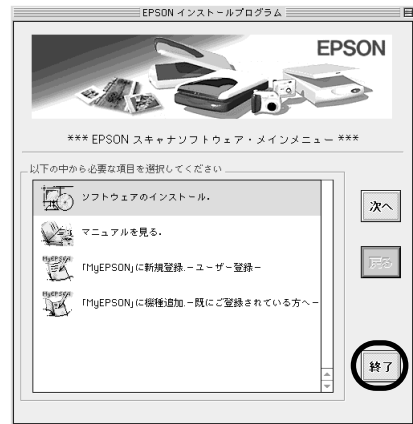 EPSON インストールプログラム
EPSON
*** EPSON スキャナソフトウェア・メインメニュー ***
以下の中から必要な項目を選択してください
ソフトウェアのインストール.
マニュアルを見る.
MyEPSON
「MyEPSON」に新規登録.－ユーザー登録－
MyEPSON
「MyEPSON」に機種追加.－既にご登録されている方へ－
次へ
戻る
終了